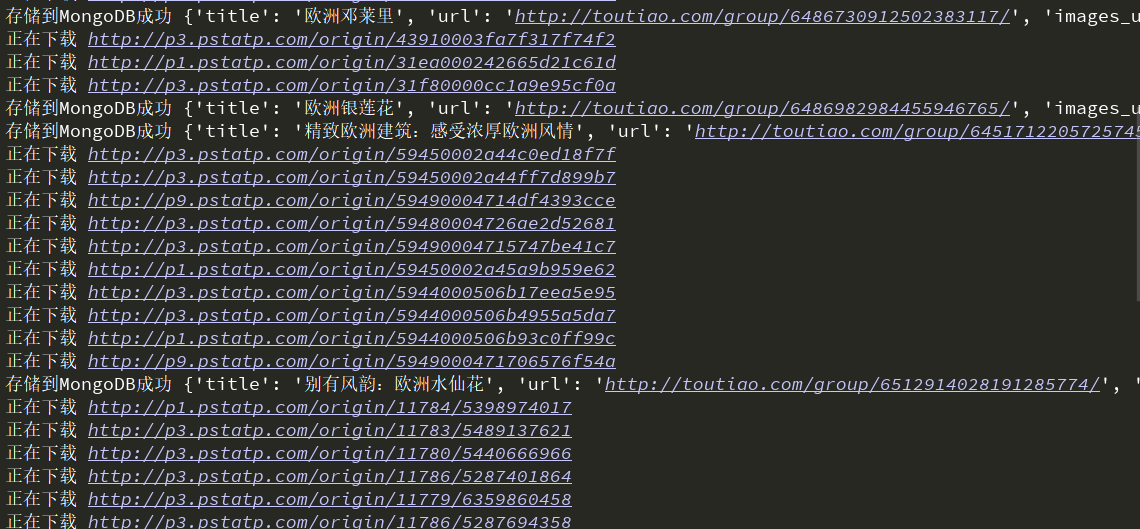 存储到MongoDB成功 {'title': '欧洲邓莱里', 'url': 'http://toutiao.com/group/6486730912502383117/', 'images_u
正在下载 http://p3.pstatp.com/origin/43910003fa7f317f74f2
正在下载 http://p1.pstatp.com/origin/31ea000242665d21c61d
正在下载 http://p3.pstatp.com/origin/31f80000cc1a9e95cf0a
存储到MongoDB成功 {'title': '欧洲银莲花', 'url': 'http://toutiao.com/group/6486982984455946765/', 'images_u
存储到MongoDB成功 {'title': '精致欧洲建筑：感受浓厚欧洲风情', 'url': 'http://toutiao.com/group/6451712205725745
正在下载 http://p3.pstatp.com/origin/59450002a44c0ed18f7f
正在下载 http://p3.pstatp.com/origin/59450002a44ff7d899b7
正在下载 http://p9.pstatp.com/origin/59490004714df4393cce
正在下载 http://p3.pstatp.com/origin/59480004726ae2d52681
正在下载 http://p3.pstatp.com/origin/59490004715747be41c7
正在下载 http://p1.pstatp.com/origin/59450002a45a9b959e62
正在下载 http://p3.pstatp.com/origin/5944000506b17eea5e95
正在下载 http://p3.pstatp.com/origin/5944000506b4955a5da7
正在下载 http://p1.pstatp.com/origin/5944000506b93c0ff99c
正在下载 http://p9.pstatp.com/origin/5949000471706576f54a
存储到MongoDB成功 {'title': '别有风韵：欧洲水仙花', 'url': 'http://toutiao.com/group/6512914028191285774/', '
正在下载 http://p1.pstatp.com/origin/11784/5398974017
正在下载 http://p3.pstatp.com/origin/11783/5489137621
正在下载 http://p3.pstatp.com/origin/11780/5440666966
正在下载 http://p3.pstatp.com/origin/11786/5287401864
正在下载 http://p3.pstatp.com/origin/11779/6359860458
正在下载 http://p3.pstatp.com/origin/11786/5287694358